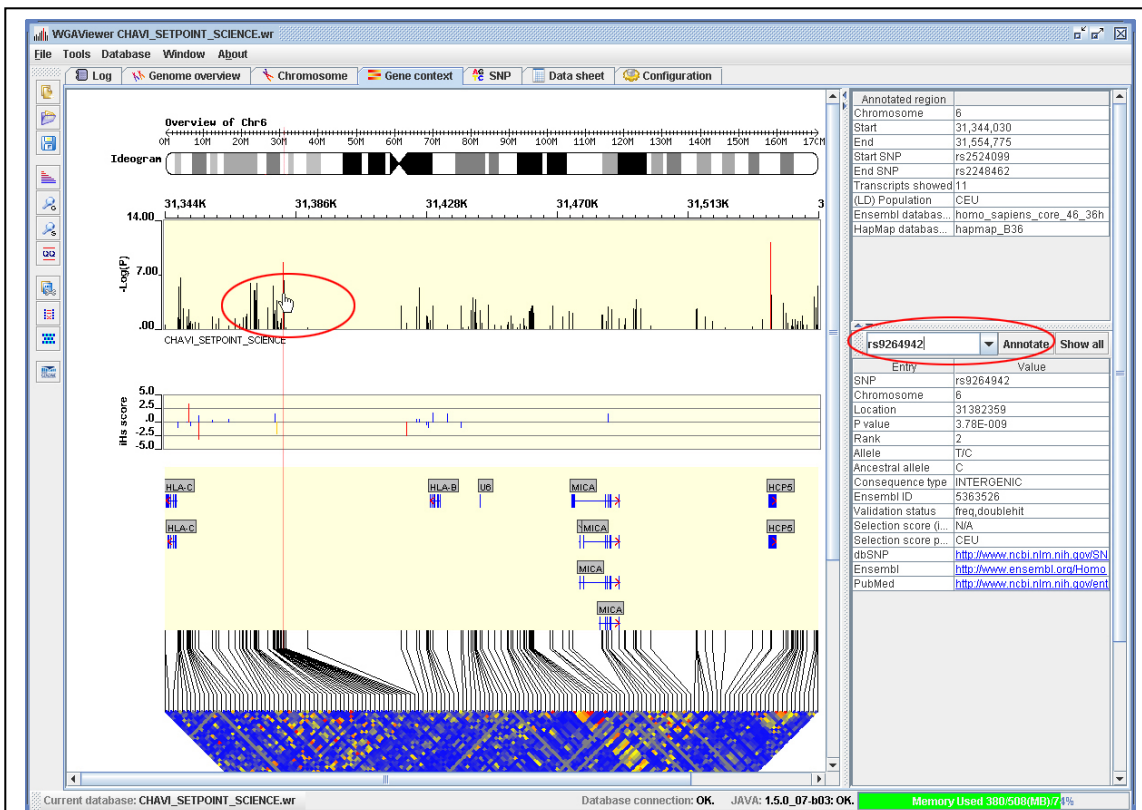 WGAViewer CHAVI_SETPOINT_SCIENCE.wr
File Tools Database Window About
Log Genome overview Chromosome Gene context SNP Data sheet Configuration
Overview of Chr6
0M 10M 20M 30M 40M 50M 60M 70M 80M 90M 100M 110M 120M 130M 140M 150M 160M 170M
Ideogram
31,344K 31,386K 31,428K 31,470K 31,513K 3
14.00
7.00
.00
-Log(P)
CHAVI_SETPOINT_SCIENCE
5.0
2.5
.0
-2.5
-5.0
iHs score
HLA-C HLA-B U6 MICA HCP5
HLA-C MICA HCP5
MICA
MICA
Annotated region
Chromosome 6
Start 31,344,030
End 31,554,775
Start SNP rs2524099
End SNP rs2248462
Transcripts showed 11
(LD) Population CEU
Ensembl databas... homo_sapiens_core_46_36h
HapMap databas... hapmap_B36
rs9264942 Annotate Show all
Entry Value
SNP rs9264942
Chromosome 6
Location 31382359
P value 3.78E-009
Rank 2
Allele T/C
Ancestral allele C
Consequence type INTERGENIC
Ensembl ID 5363526
Validation status freq,doublehit
Selection score (i... N/A
Selection score p... CEU
dbSNP http://www.ncbi.nlm.nih.gov/SN
Ensembl http://www.ensembl.org/Homo
PubMed http://www.ncbi.nlm.nih.gov/ent
Current database: CHAVI_SETPOINT_SCIENCE.wr Database connection: OK. JAVA: 1.5.0_07-b03: OK. Memory Used 380/508(MB)/74%